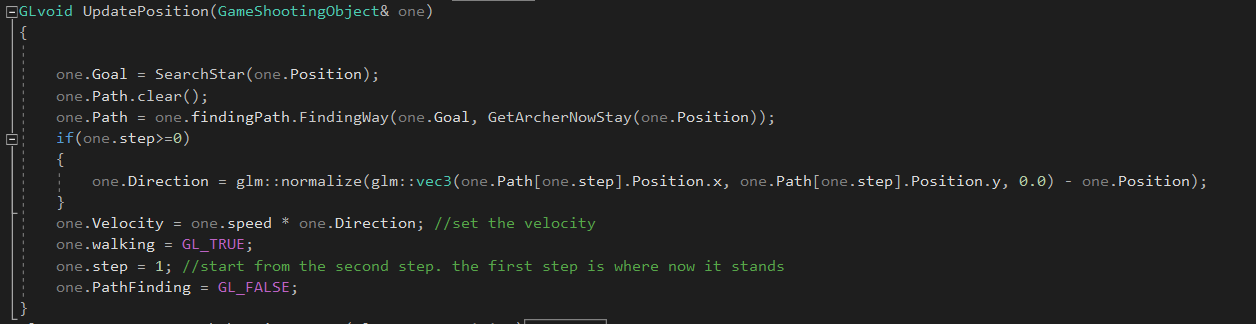 GLvoid UpdatePosition(GameShootingObject& one)
{
one.Goal = SearchStar(one.Position);
one.Path.clear();
one.Path = one.findingPath.FindingWay(one.Goal, GetArcherNowStay(one.Position));
if(one.step>=0)
{
one.Direction = glm::normalize(glm::vec3(one.Path[one.step].Position.x, one.Path[one.step].Position.y, 0.0) - one.Position);
}
one.Velocity = one.speed * one.Direction; //set the velocity
one.walking = GL_TRUE;
one.step = 1; //start from the second step. the first step is where now it stands
one.PathFinding = GL_FALSE;
}